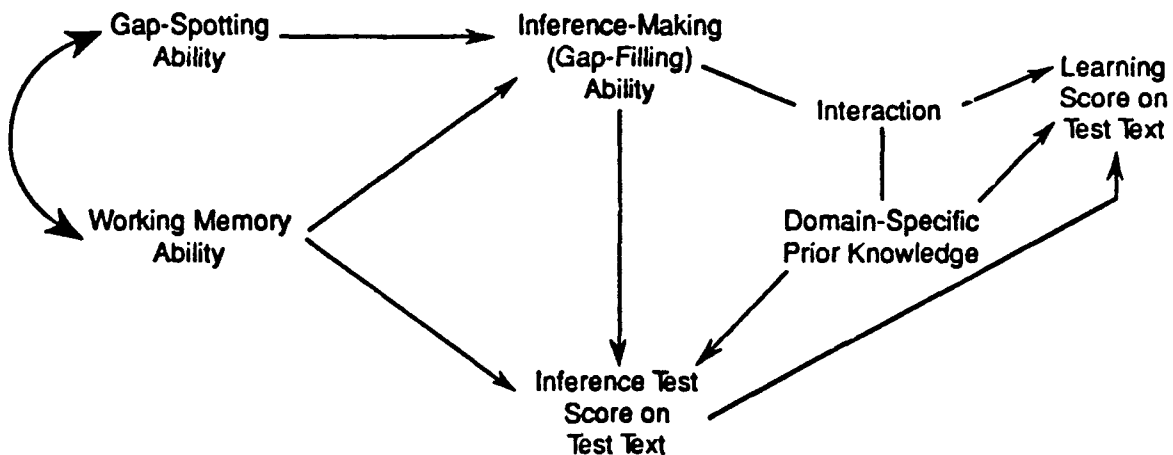 Gap-Spotting
Ability
Inference-Making
(Gap-Filling)
Ability
Learning
Score on
Test Text
Interaction
Working Memory
Ability
Domain-Specific
Prior Knowledge
Inference Test
Score on
Test Text